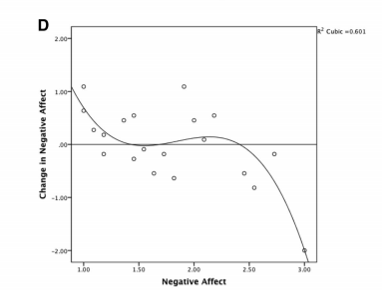 D
R² Cubic =0.601
2.00
1.00
.00
-1.00
-2.00
Change in Negative Affect
1.00 1.50 2.00 2.50 3.00
Negative Affect